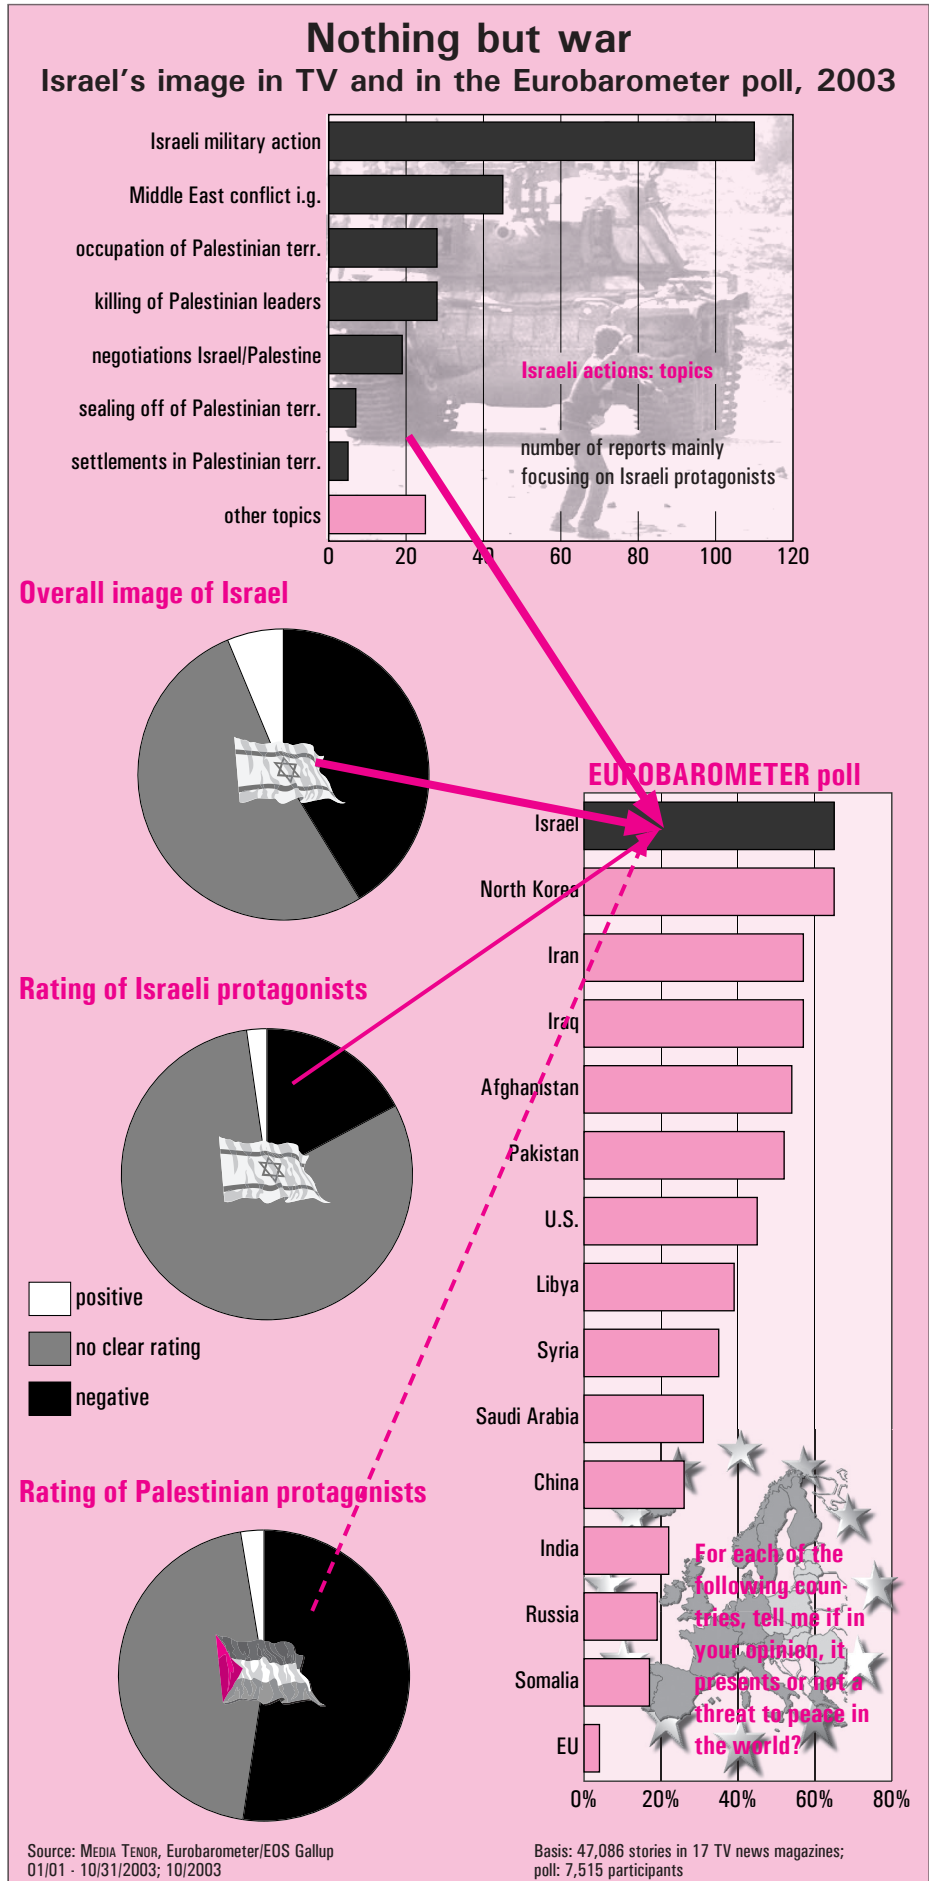 Nothing but war
Israel's image in TV and in the Eurobarometer poll, 2003
Israeli military action
Middle East conflict i.g.
occupation of Palestinian terr.
killing of Palestinian leaders
negotiations Israel/Palestine
sealing off of Palestinian terr.
settlements in Palestinian terr.
other topics
Israeli actions: topics
number of reports mainly
focusing on Israeli protagonists
0 20 40 60 80 100 120
Overall image of Israel
Rating of Israeli protagonists
positive
no clear rating
negative
Rating of Palestinian protagonists
EUROBAROMETER poll
Israel
North Korea
Iran
Iraq
Afghanistan
Pakistan
U.S.
Libya
Syria
Saudi Arabia
China
India
Russia
Somalia
EU
For each of the
following coun-
tries, tell me if in
your opinion, it
presents or not a
threat to peace in
the world?
0% 20% 40% 60% 80%
Source: MEDIA TENOR, Eurobarometer/EOS Gallup
01/01 - 10/31/2003; 10/2003
Basis: 47,086 stories in 17 TV news magazines;
poll: 7,515 participants